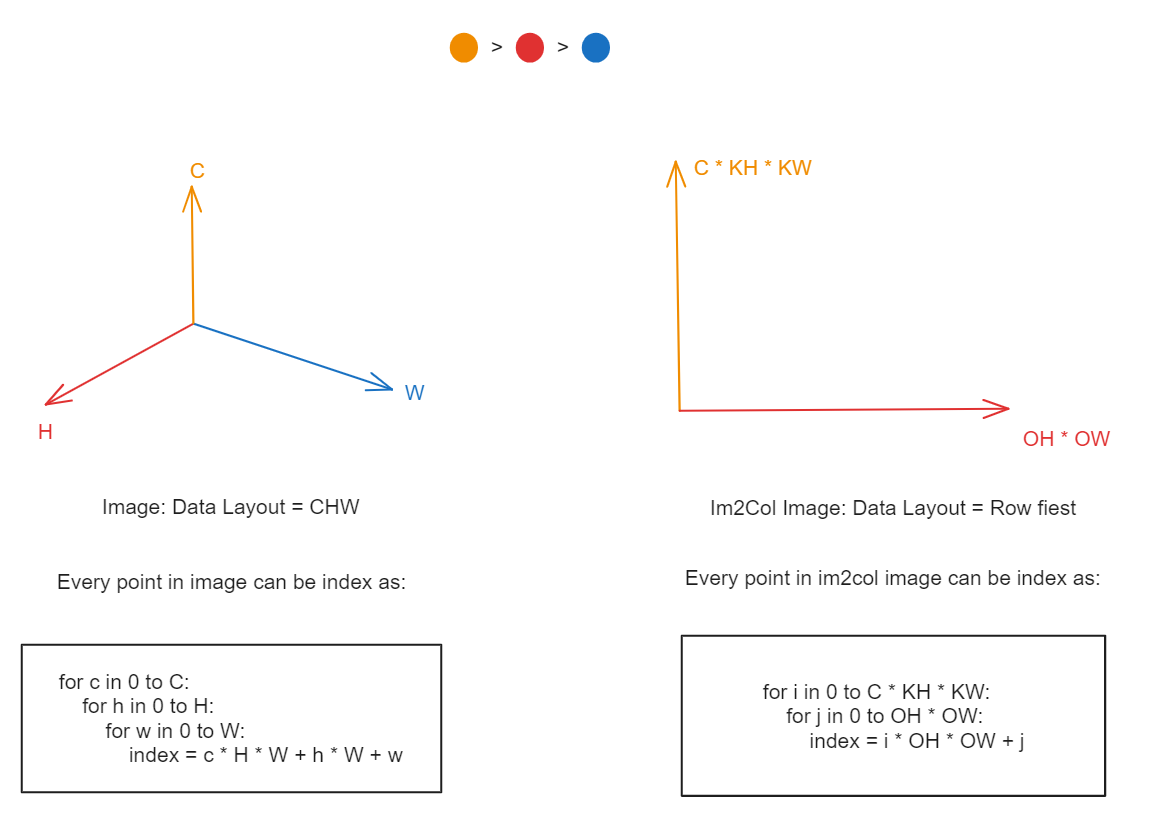 > >
C
H
W
Image: Data Layout = CHW
Every point in image can be index as:
for c in 0 to C:
for h in 0 to H:
for w in 0 to W:
index = c * H * W + h * W + w
C * KH * KW
OH * OW
Im2Col Image: Data Layout = Row fiest
Every point in im2col image can be index as:
for i in 0 to C * KH * KW:
for j in 0 to OH * OW:
index = i * OH * OW + j